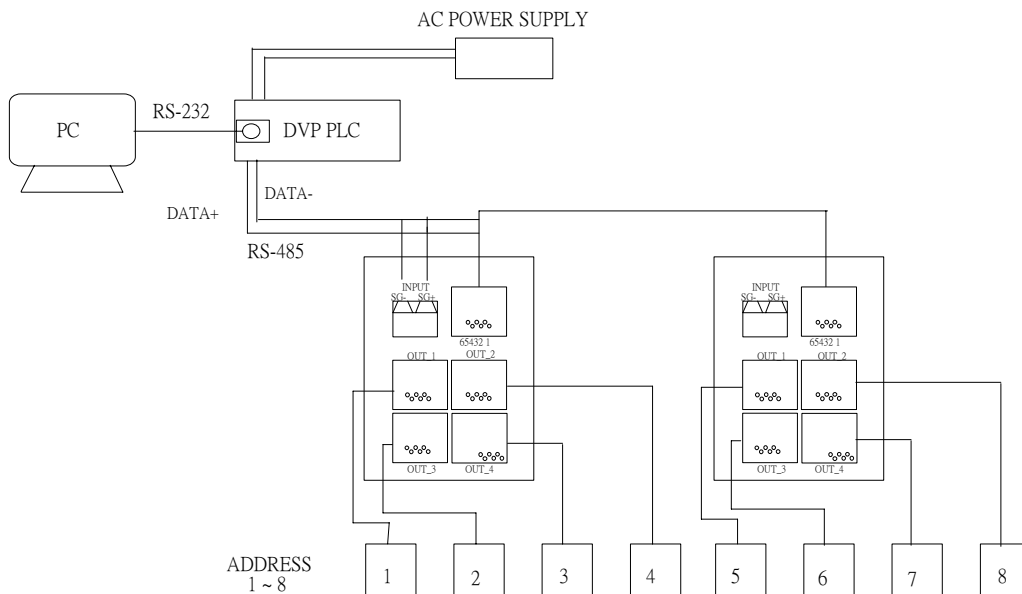 AC POWER SUPPLY
RS-232
PC
DVP PLC
DATA-
DATA+
RS-485
INPUT
SG- SG+
65432 1
OUT_1 OUT_2
OUT_3 OUT_4
INPUT
SG- SG+
65432 1
OUT_1 OUT_2
OUT_3 OUT_4
ADDRESS
1 ~ 8
1 2 3 4 5 6 7 8